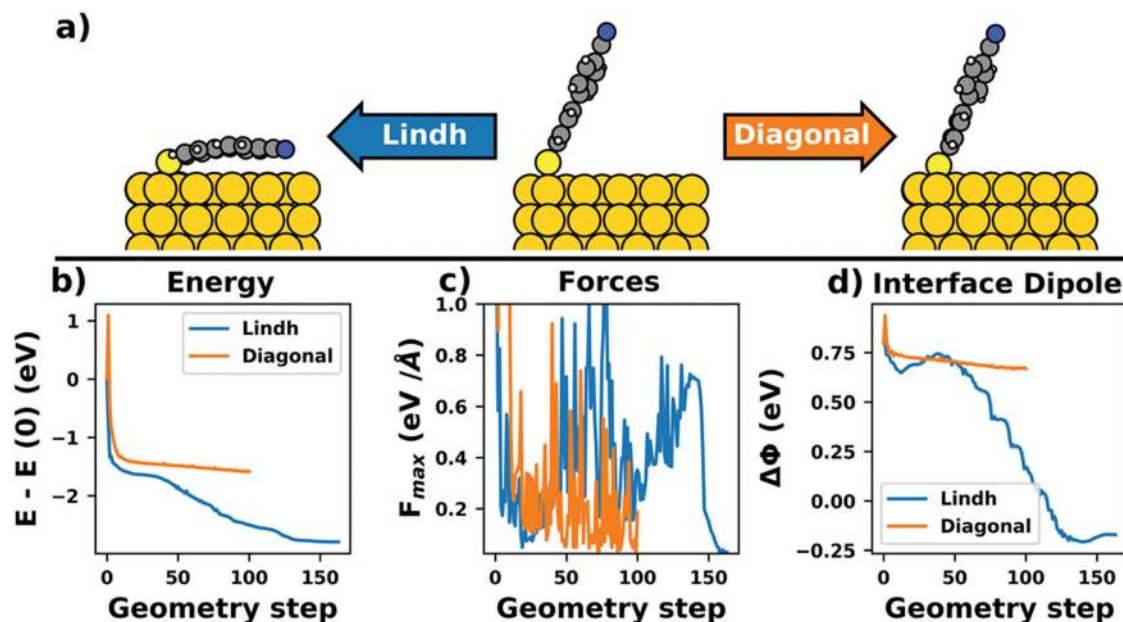 a)
Lindh
Diagonal
b)
Energy
E - E (0) (eV)
1
0
−1
−2
Lindh
Diagonal
0
50
100
150
Geometry step
c)
Forces
F_max (eV /Å)
1.0
0.8
0.6
0.4
0.2
0
50
100
150
Geometry step
d)
Interface Dipole
ΔΦ (eV)
0.75
0.50
0.25
0.00
−0.25
Lindh
Diagonal
0
50
100
150
Geometry step